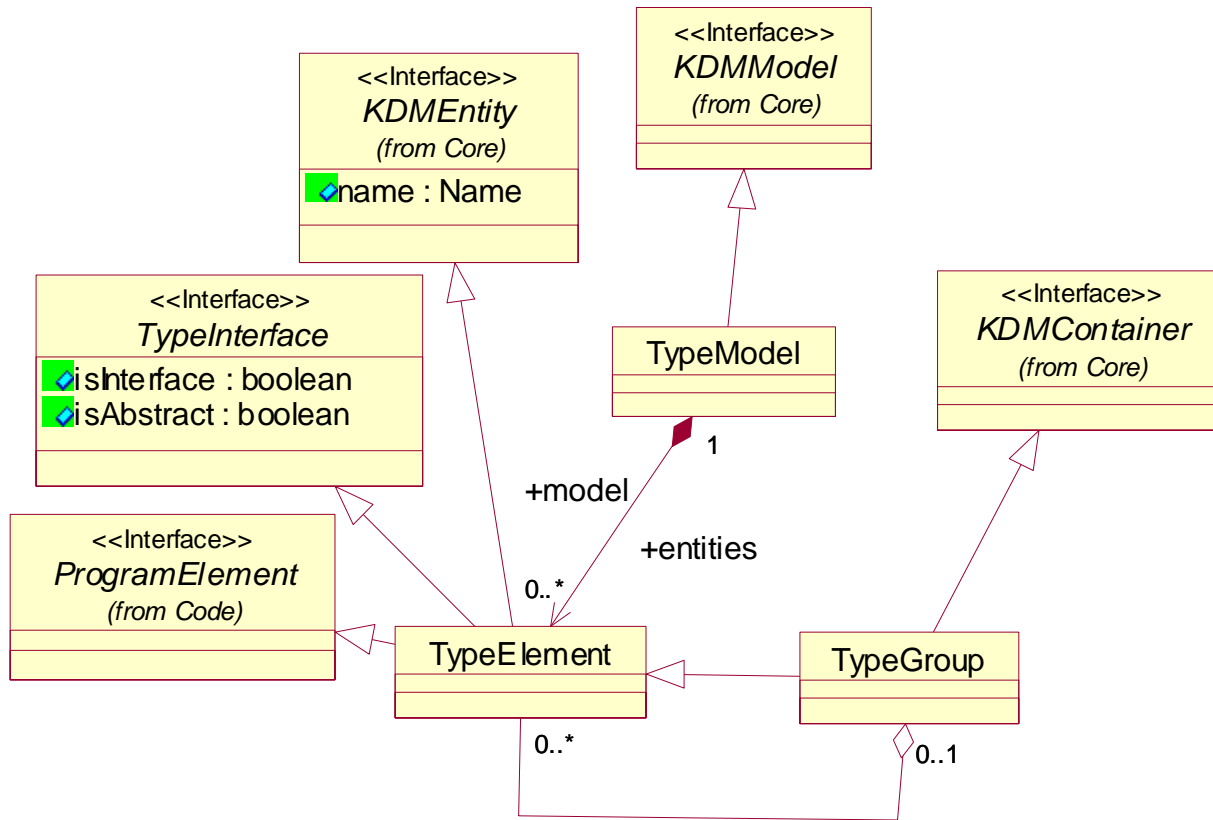 <<Interface>>
KDMModel
(from Core)
<<Interface>>
KDMEntity
(from Core)
name : Name
<<Interface>>
TypeInterface
isInterface : boolean
isAbstract : boolean
<<Interface>>
KDMContainer
(from Core)
TypeModel
1
+model
+entities
0..*
<<Interface>>
ProgramElement
(from Code)
TypeElement
TypeGroup
0..*
0..1